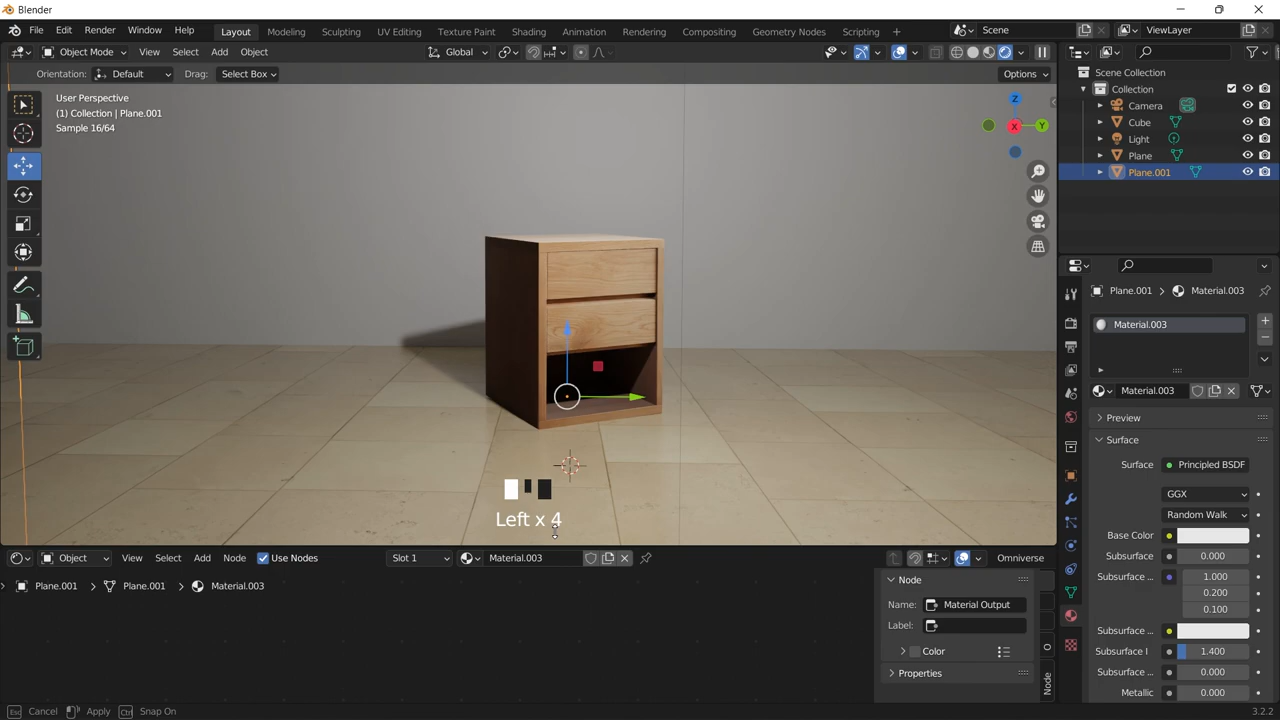 Blender
File Edit Render Window Help Layout Modeling Sculpting UV Editing Texture Paint Shading Animation Rendering Compositing Geometry Nodes Scripting + Scene ViewLayer
Object Mode View Select Add Object Global
Orientation: Default Drag: Select Box Options
User Perspective
(1) Collection | Plane.001
Sample 16/64
Z
X
Y
Left x 4
Scene Collection
Collection
Camera
Cube
Light
Plane
Plane.001
Plane.001 > Material.003
Material.003
Material.003
Preview
Surface
Surface Principled BSDF
GGX
Random Walk
Base Color
Subsurface 0.000
Subsurface ... 1.000
0.200
0.100
Subsurface ...
Subsurface I 1.400
Subsurface ... 0.000
Metallic 0.000
Object View Select Add Node Use Nodes Slot 1 Material.003 Omniverse
Plane.001 > Plane.001 > Material.003
Node
Name: Material Output
Label:
Color
Properties
O
Node
Esc Cancel Apply Ctrl Snap On 3.2.2